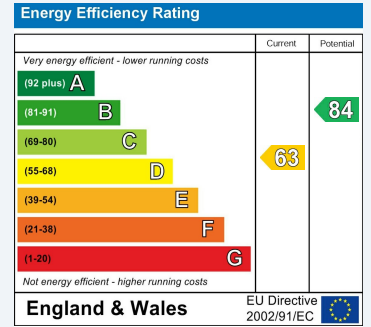 Energy Efficiency Rating
Current Potential
Very energy efficient - lower running costs
(92 plus) A
(81-91) B
84
(69-80) C
63
(55-68) D
(39-54) E
(21-38) F
(1-20) G
Not energy efficient - higher running costs
England & Wales
EU Directive
2002/91/EC